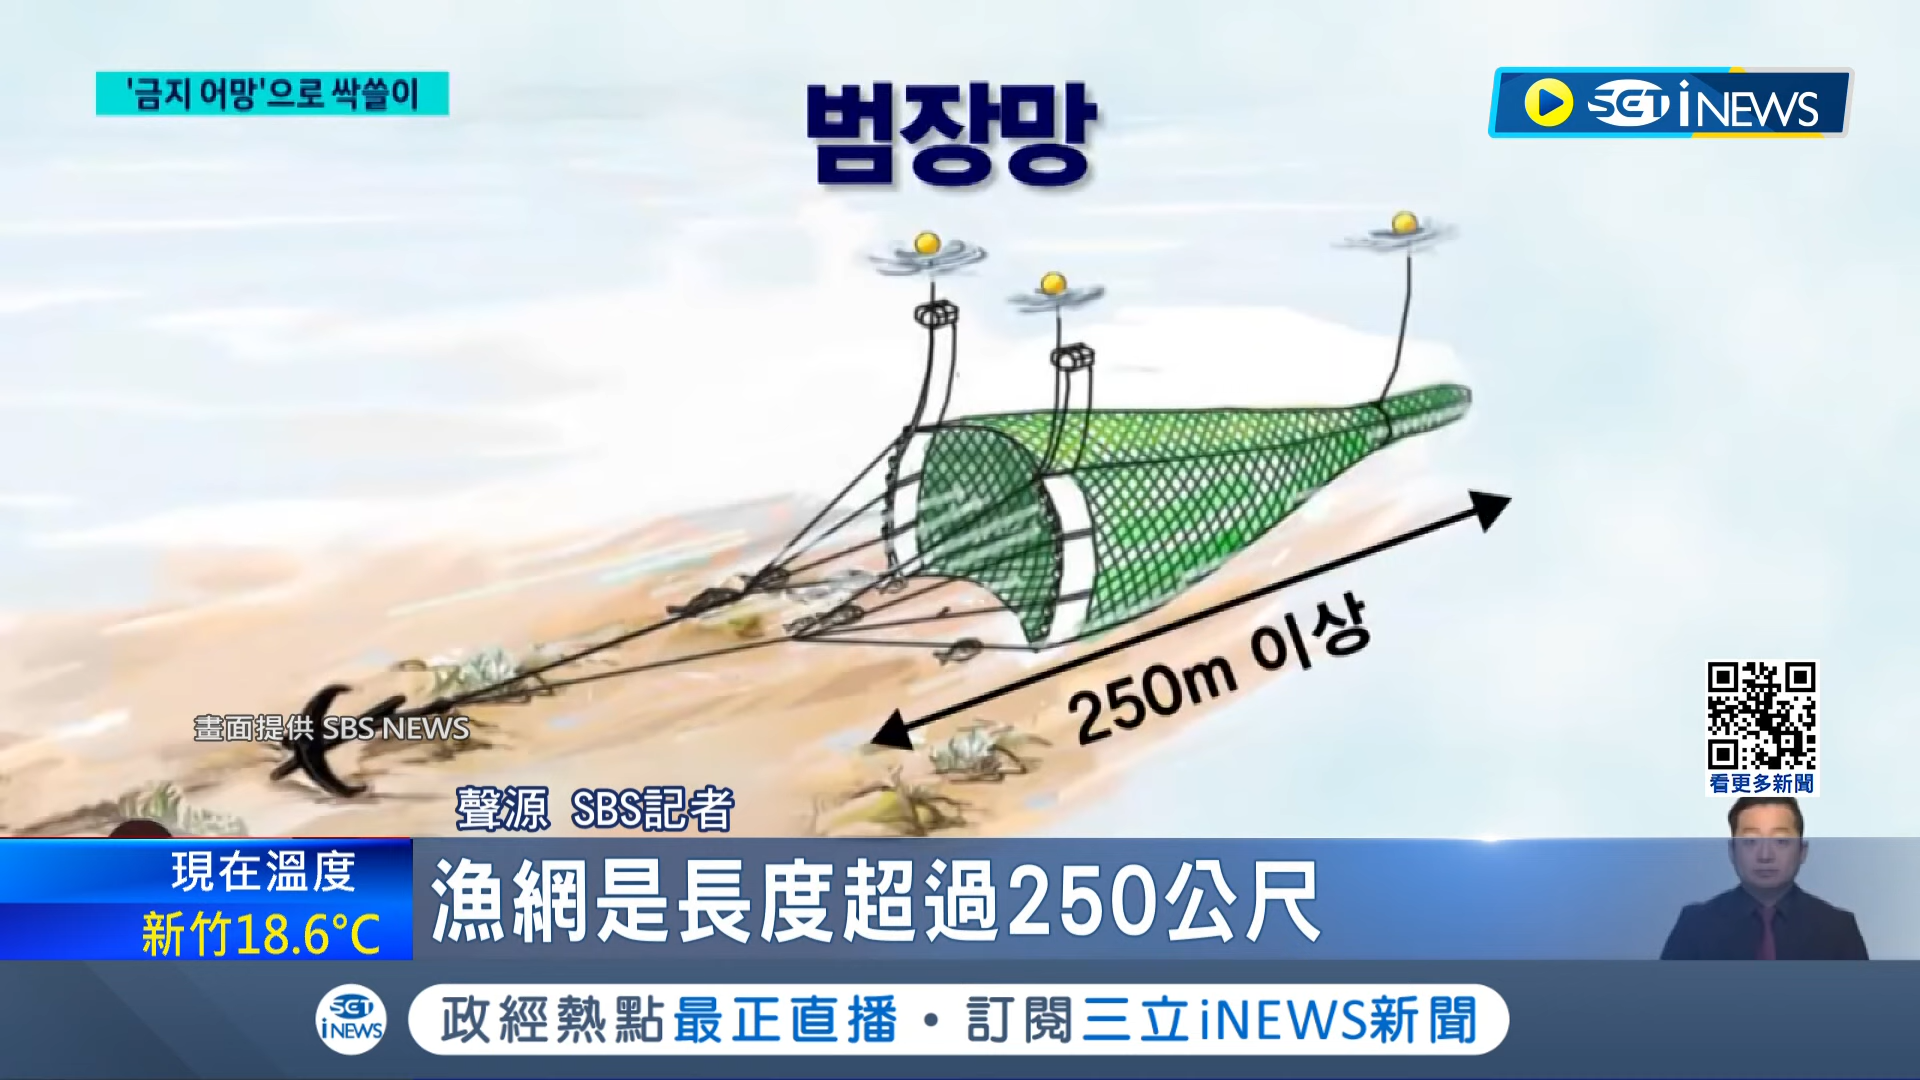 '금지 어망'으로 싹쓸이
범장망
SET iNEWS
250m 이상
畫面提供 SBS NEWS
看更多新聞
聲源 SBS記者
現在溫度
新竹18.6°C
漁網是長度超過250公尺
SET iNEWS
政經熱點最正直播・訂閱三立iNEWS新聞